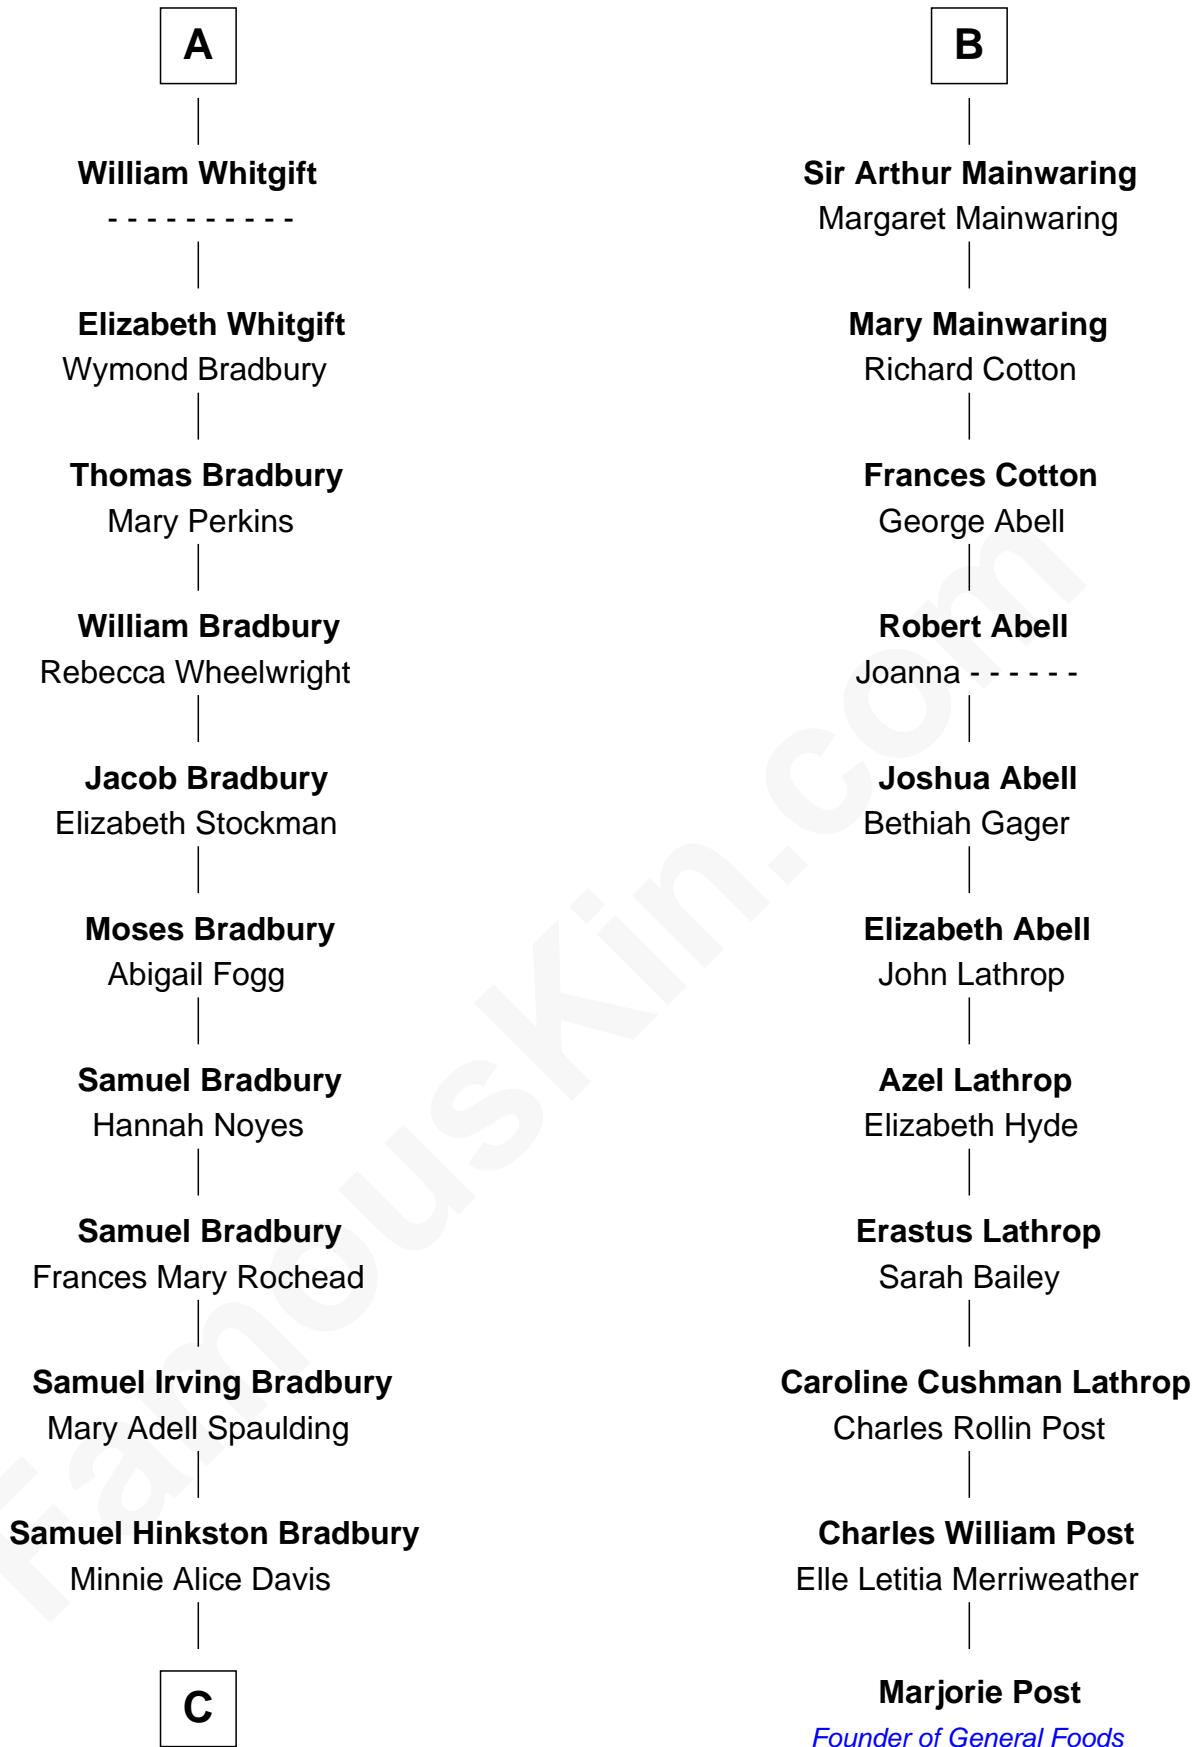 A
William Whitgift
- - - - - - - - - -
Elizabeth Whitgift
Wymond Bradbury
Thomas Bradbury
Mary Perkins
William Bradbury
Rebecca Wheelwright
Jacob Bradbury
Elizabeth Stockman
Moses Bradbury
Abigail Fogg
Samuel Bradbury
Hannah Noyes
Samuel Bradbury
Frances Mary Rochead
Samuel Irving Bradbury
Mary Adell Spaulding
Samuel Hinkston Bradbury
Minnie Alice Davis
C
B
Sir Arthur Mainwaring
Margaret Mainwaring
Mary Mainwaring
Richard Cotton
Frances Cotton
George Abell
Robert Abell
Joanna - - - - - -
Joshua Abell
Bethiah Gager
Elizabeth Abell
John Lathrop
Azel Lathrop
Elizabeth Hyde
Erastus Lathrop
Sarah Bailey
Caroline Cushman Lathrop
Charles Rollin Post
Charles William Post
Elle Letitia Merriweather
Marjorie Post
Founder of General Foods
FamousKin.com